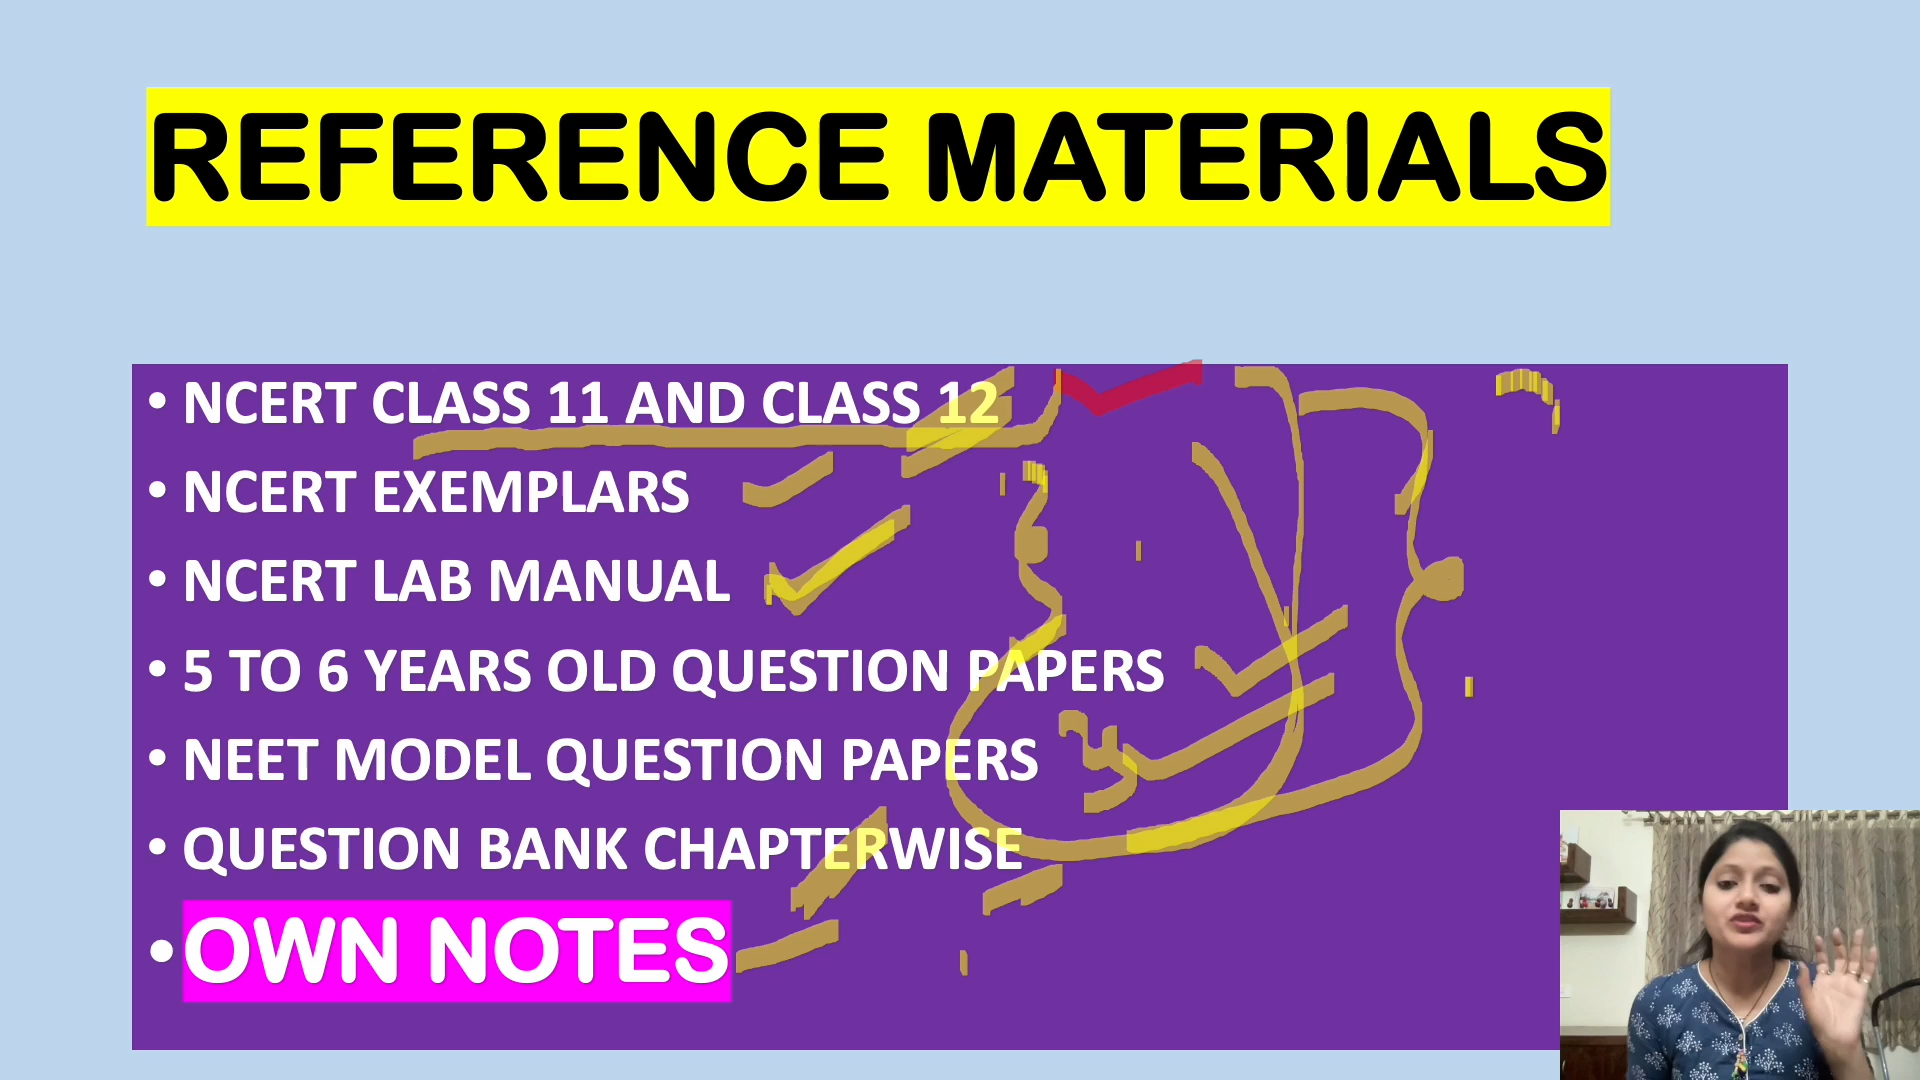 REFERENCE MATERIALS
• NCERT CLASS 11 AND CLASS 12
• NCERT EXEMPLARS
• NCERT LAB MANUAL
• 5 TO 6 YEARS OLD QUESTION PAPERS
• NEET MODEL QUESTION PAPERS
• QUESTION BANK CHAPTERWISE
• OWN NOTES